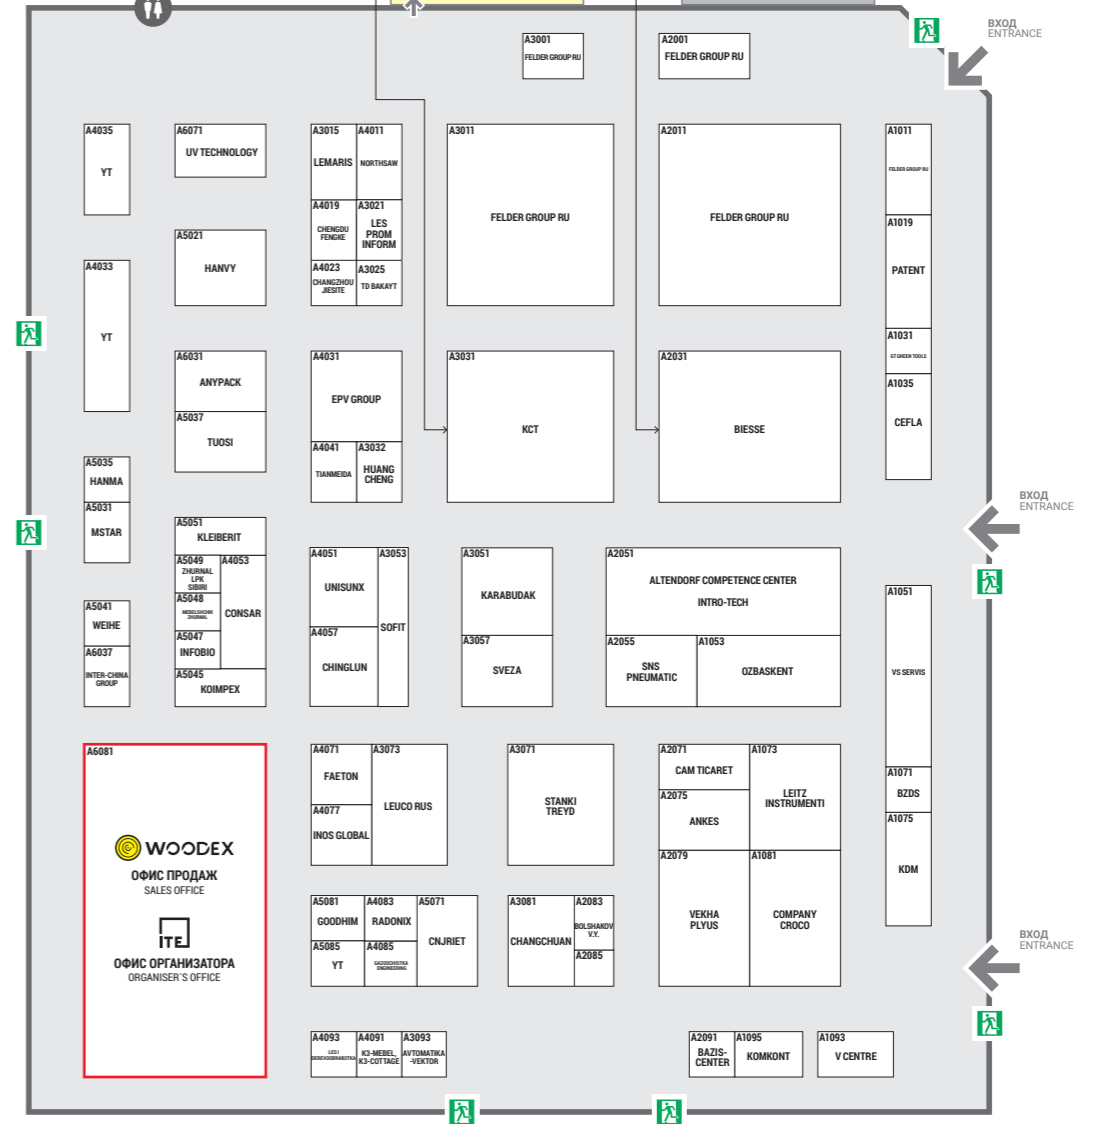 ВХОД
ENTRANCE
A3001
FELDER GROUP RU
A2001
FELDER GROUP RU
A4035
YT
A6071
UV TECHNOLOGY
A3015
LEMARIS
A4011
NORTHSAW
A3011
FELDER GROUP RU
A2011
FELDER GROUP RU
A1011
FELDER GROUP RU
A4019
CHENGDU
FENGKE
A3021
LES
PROM
INFORM
A1019
PATENT
A5021
HANVY
A4033
YT
A4023
CHANGZHOU
JIESITE
A3025
TD BAKAYT
A1031
GT GREEN TOOLS
A6031
ANYPACK
A4031
EPV GROUP
A3031
KCT
A2031
BIESSE
A1035
CEFLA
A5037
TUOSI
A4041
TIANMEIDA
A3032
HUANG
CHENG
A5035
HANMA
A5031
MSTAR
ВХОД
ENTRANCE
A5051
KLEIBERIT
A5049
ZHURNAL
LPK
SIBIRI
A4053
CONSAR
A5048
MEBELSHCHIK
ZHURNAL
A5047
INFOBIO
A5045
KOIMPEX
A4051
UNISUNX
A3053
SOFIT
A4057
CHINGLUN
A3051
KARABUDAK
A3057
SVEZA
A2051
ALTENDORF COMPETENCE CENTER
INTRO-TECH
A2055
SNS
PNEUMATIC
A1053
OZBASKENT
A1051
VS SERVIS
A5041
WEIHE
A6037
INTER-CHINA
GROUP
A6081
WOODEX
ОФИС ПРОДАЖ
SALES OFFICE
ITE
ОФИС ОРГАНИЗАТОРА
ORGANISER`S OFFICE
A4071
FAETON
A3073
LEUCO RUS
A4077
INOS GLOBAL
A3071
STANKI
TREYD
A2071
CAM TICARET
A1073
LEITZ
INSTRUMENTI
A2075
ANKES
A1071
BZDS
A1075
KDM
A2079
VEKHA
PLYUS
A1081
COMPANY
CROCO
A5081
GOODHIM
A4083
RADONIX
A5071
CNJRIET
A5085
YT
A4085
GAZOOCHISTKA
ENGINEERING
A3081
CHANGCHUAN
A2083
BOLSHAKOV
V.Y.
A2085
ВХОД
ENTRANCE
A4093
LES I
DEREVOOBRABOTKA
A4091
K3-MEBEL,
K3-COTTAGE
A3093
AVTOMATIKA
-VEKTOR
A2091
BAZIS-
CENTER
A1095
KOMKONT
A1093
V CENTRE